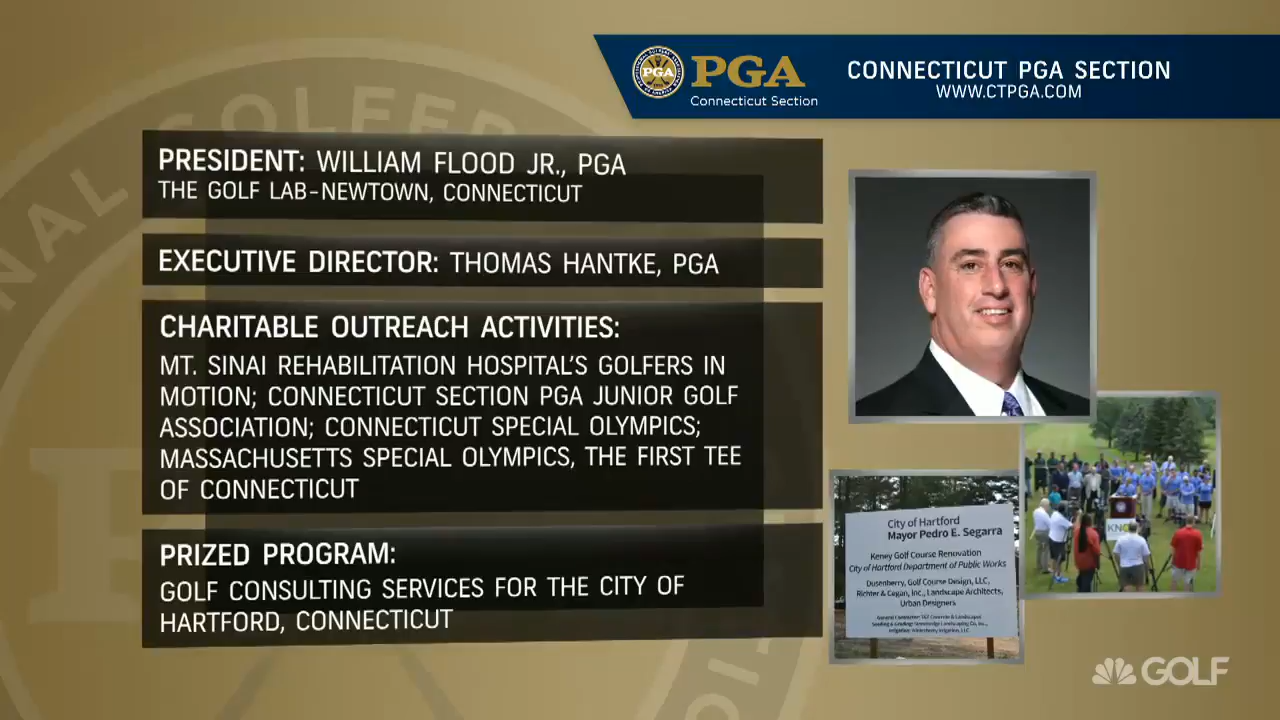 PGA
PGA
Connecticut Section
CONNECTICUT PGA SECTION
WWW.CTPGA.COM
PRESIDENT: WILLIAM FLOOD JR., PGA
THE GOLF LAB-NEWTOWN, CONNECTICUT
EXECUTIVE DIRECTOR: THOMAS HANTKE, PGA
CHARITABLE OUTREACH ACTIVITIES:
MT. SINAI REHABILITATION HOSPITAL'S GOLFERS IN
MOTION; CONNECTICUT SECTION PGA JUNIOR GOLF
ASSOCIATION; CONNECTICUT SPECIAL OLYMPICS;
MASSACHUSETTS SPECIAL OLYMPICS, THE FIRST TEE
OF CONNECTICUT
PRIZED PROGRAM:
GOLF CONSULTING SERVICES FOR THE CITY OF
HARTFORD, CONNECTICUT
City of Hartford
Mayor Pedro E. Segarra
Keney Golf Course Renovation
City of Hartford Department of Public Works
Dusenberry, Golf Course Design, LLC,
Richter & Cegan, Inc., Landscape Architects,
Urban Designers
GOLF